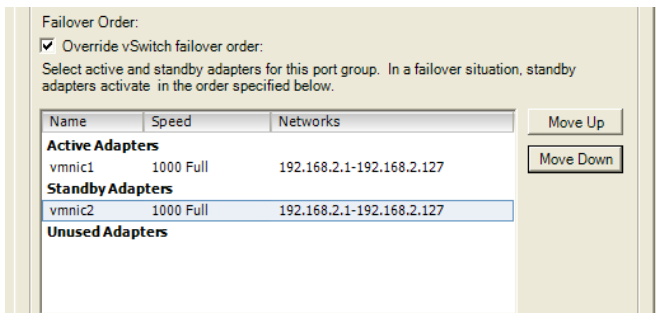 Failover Order:
Override vSwitch failover order:
Select active and standby adapters for this port group. In a failover situation, standby
adapters activate in the order specified below.
Name Speed Networks Move Up
Active Adapters
vmnic1 1000 Full 192.168.2.1-192.168.2.127 Move Down
Standby Adapters
vmnic2 1000 Full 192.168.2.1-192.168.2.127
Unused Adapters